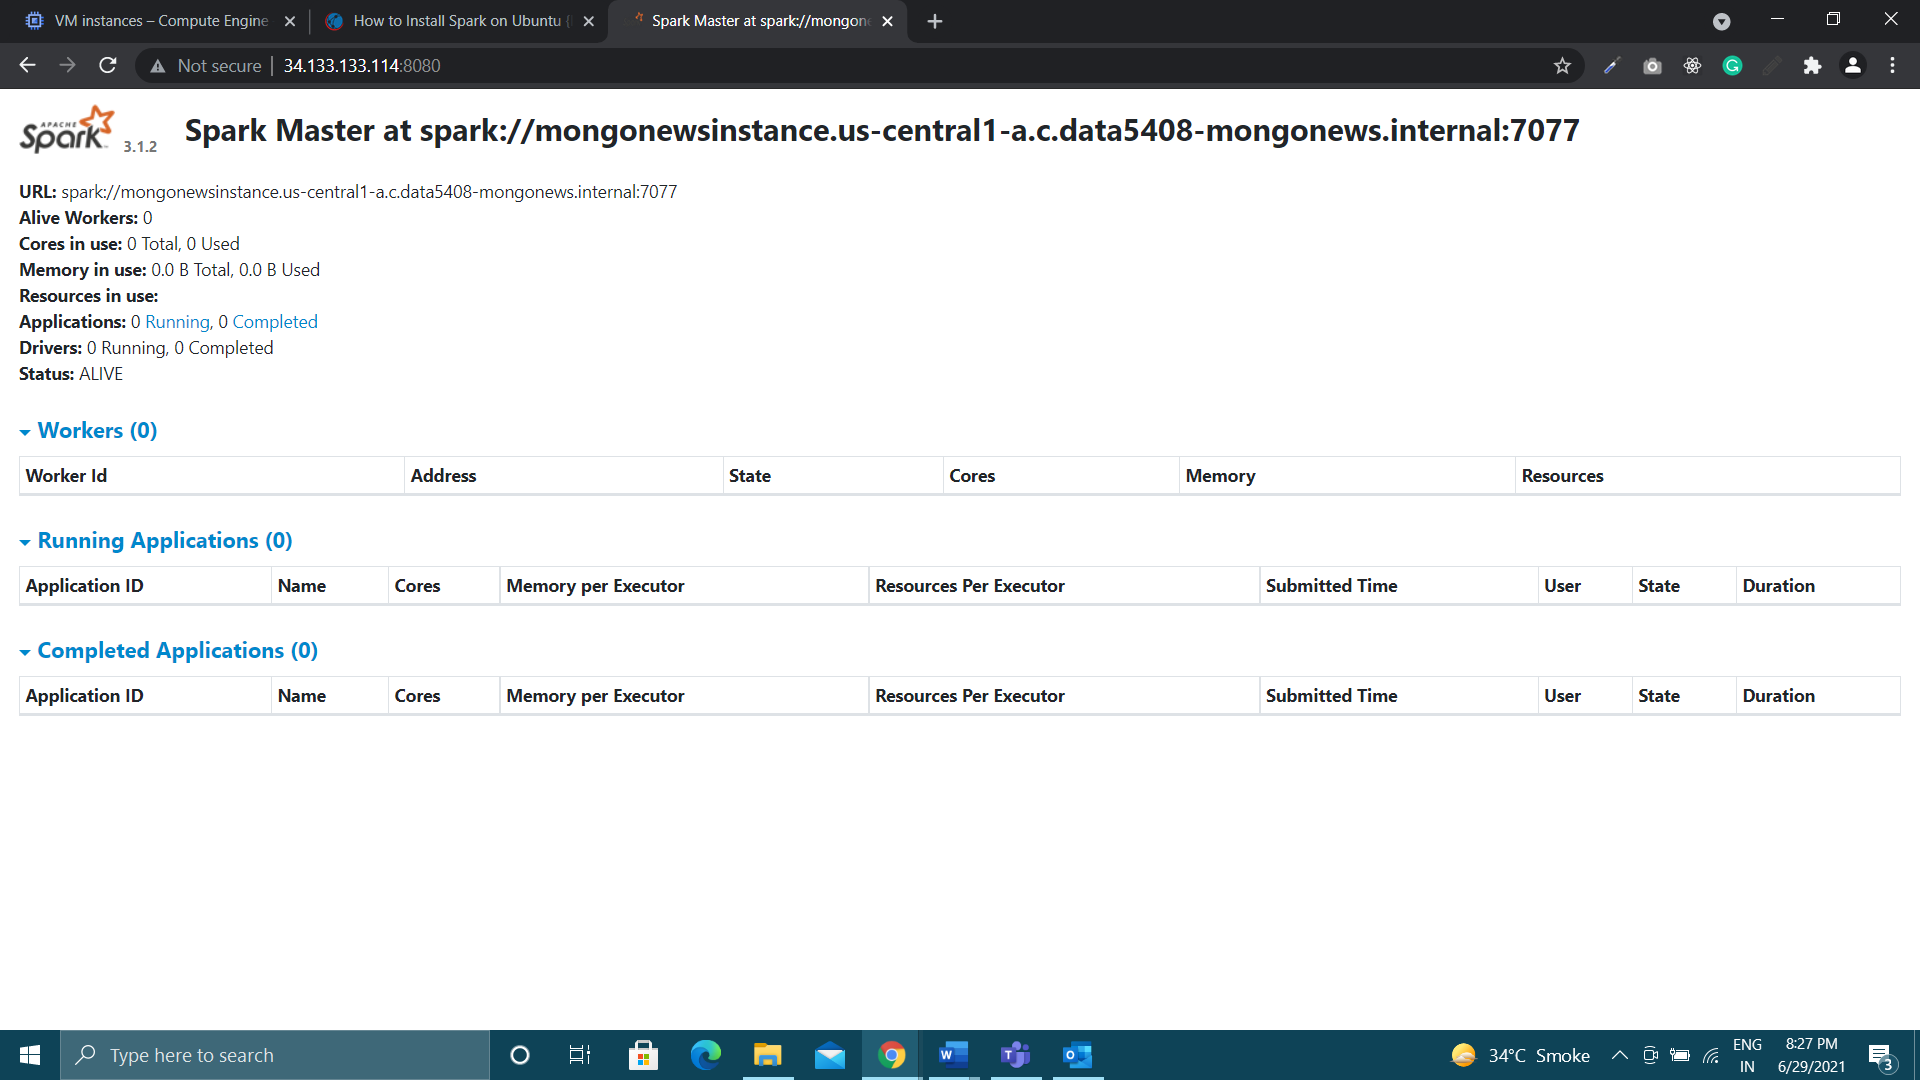 VM instances – Compute Engine
How to Install Spark on Ubuntu {
Spark Master at spark://mongone
Not secure | 34.133.133.114:8080
APACHE Spark 3.1.2
Spark Master at spark://mongonewsinstance.us-central1-a.c.data5408-mongonews.internal:7077
URL: spark://mongonewsinstance.us-central1-a.c.data5408-mongonews.internal:7077
Alive Workers: 0
Cores in use: 0 Total, 0 Used
Memory in use: 0.0 B Total, 0.0 B Used
Resources in use:
Applications: 0 Running, 0 Completed
Drivers: 0 Running, 0 Completed
Status: ALIVE
Workers (0)
Worker Id Address State Cores Memory Resources
Running Applications (0)
Application ID Name Cores Memory per Executor Resources Per Executor Submitted Time User State Duration
Completed Applications (0)
Application ID Name Cores Memory per Executor Resources Per Executor Submitted Time User State Duration
Type here to search
34°C Smoke
ENG
IN
8:27 PM
6/29/2021
3